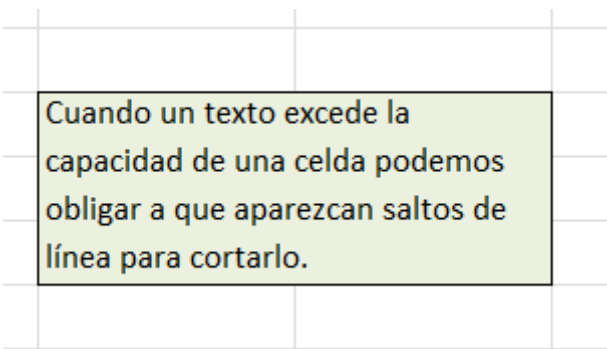 Cuando un texto excede la
capacidad de una celda podemos
obligar a que aparezcan saltos de
línea para cortarlo.